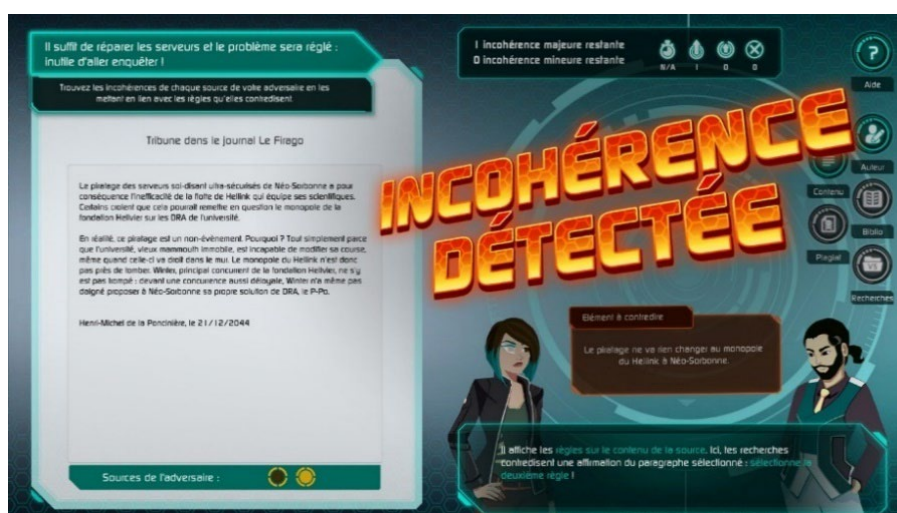 Il suffit de réparer les serveurs et le problème sera réglé :
inutile d'aller enquêter !
Trouvez les incohérences de chaque source de votre adversaire en les
mettant en lien avec les règles qu'elles contredisent.
Tribune dans le journal Le Firago
Le piratage des serveurs soi-disant ultra-sécurisés de Néo-Sorbonne a pour
conséquence l'inefficacité de la flotte de Hellink qui équipe ses scientifiques.
Certains croient que cela pourrait remettre en question le monopole de la
fondation Hellvier sur les DRA de l'université.
En réalité, ce piratage est un non-évènement. Pourquoi ? Tout simplement parce
que l'université, vieux mammouth immobile, est incapable de modifier sa course,
même quand celle-ci va droit dans le mur. Le monopole du Hellink n'est donc
pas près de tomber. Winter, principal concurrent de la fondation Hellvier, ne s'y
est pas trompé : devant une concurrence aussi déloyale, Winter n'a même pas
daigné proposer à Néo-Sorbonne sa propre solution de DRA, le P-Po.
Henri-Michel de la Poncinière, le 21/12/2044
Sources de l'adversaire :
1 incohérence majeure restante
0 incohérence mineure restante
N/A 1 0 0
?
Aide
Auteur
Contenu
Biblio
Plagiat
Recherches
INCOHÉRENCE
DÉTECTÉE
Elément à contredire
Le piratage ne va rien changer au monopole
du Hellink à Néo-Sorbonne.
Il affiche les règles sur le contenu de la source. Ici, tes recherches
contredisent une affirmation du paragraphe sélectionné : sélectionne la
deuxième règle !